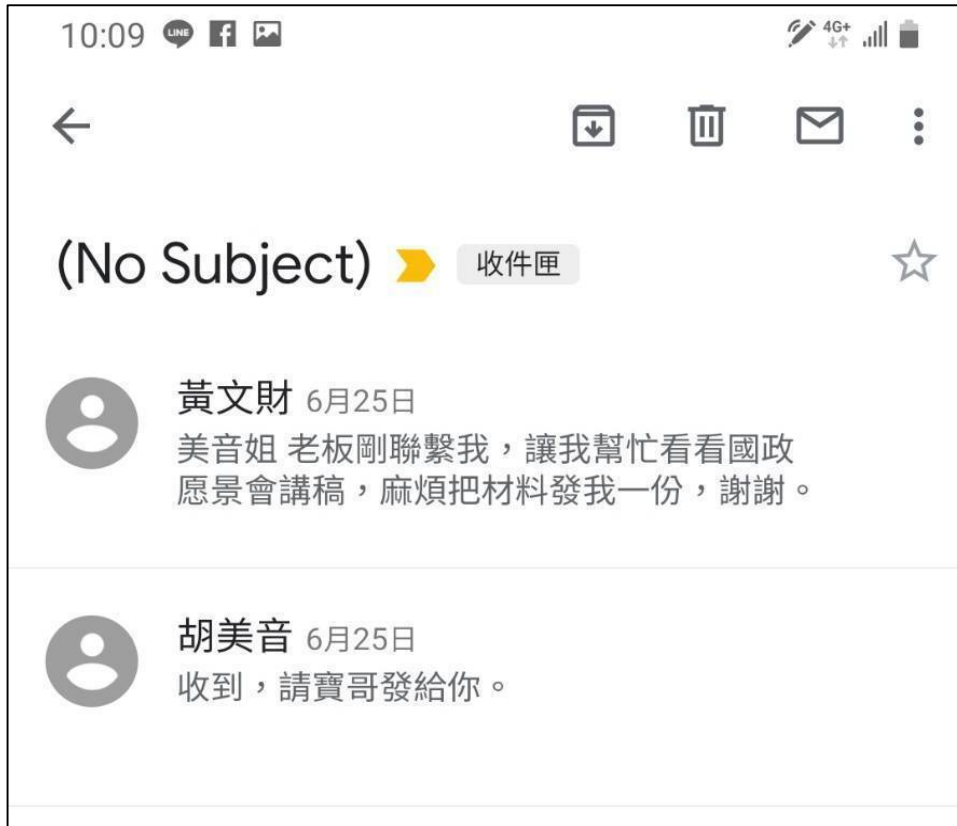 10:09 LINE 4G+
(No Subject) 收件匣
黃文財 6月25日
美音姐 老板剛聯繫我，讓我幫忙看看國政
愿景會講稿，麻煩把材料發我一份，謝謝。
胡美音 6月25日
收到，請寶哥發給你。